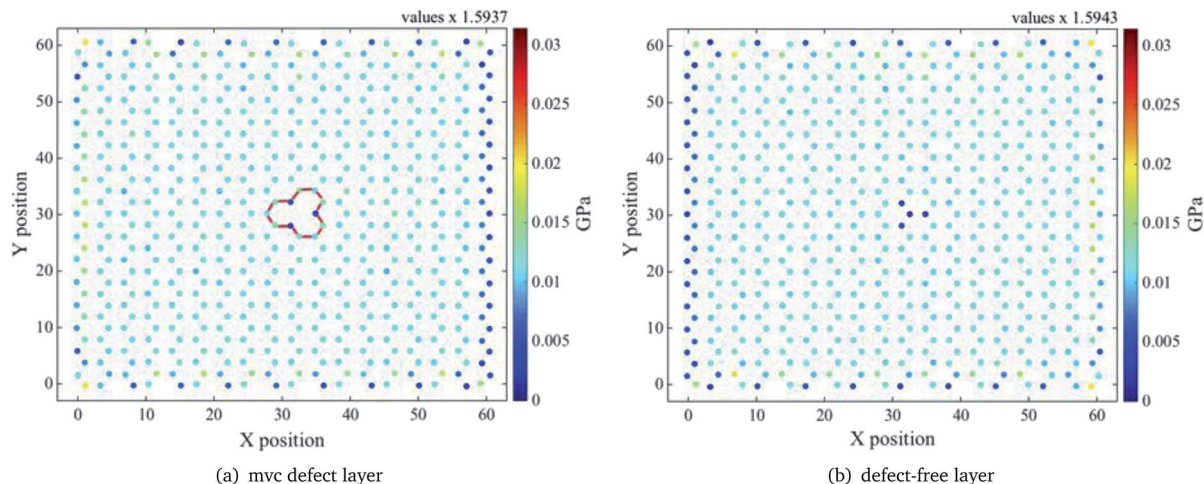 values x 1.5937
60
50
40
30
20
10
0
Y position
0 10 20 30 40 50 60
X position
0.03
0.025
0.02
0.015
0.01
0.005
0
GPa
(a) mvc defect layer
values x 1.5943
60
50
40
30
20
10
0
Y position
0 10 20 30 40 50 60
X position
0.03
0.025
0.02
0.015
0.01
0.005
0
GPa
(b) defect-free layer